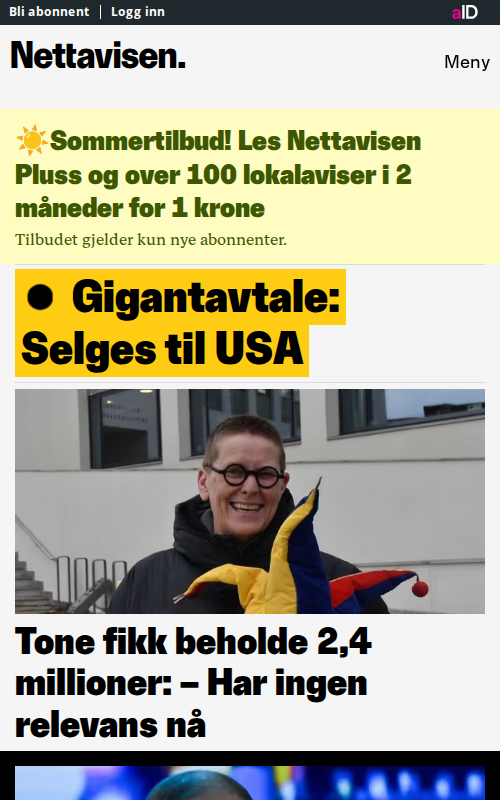 Bli abonnent | Logg inn
aID
Nettavisen.
Meny
☀️Sommertilbud! Les Nettavisen
Pluss og over 100 lokalaviser i 2
måneder for 1 krone
Tilbudet gjelder kun nye abonnenter.
Gigantavtale:
Selges til USA
Tone fikk beholde 2,4
millioner: – Har ingen
relevans nå